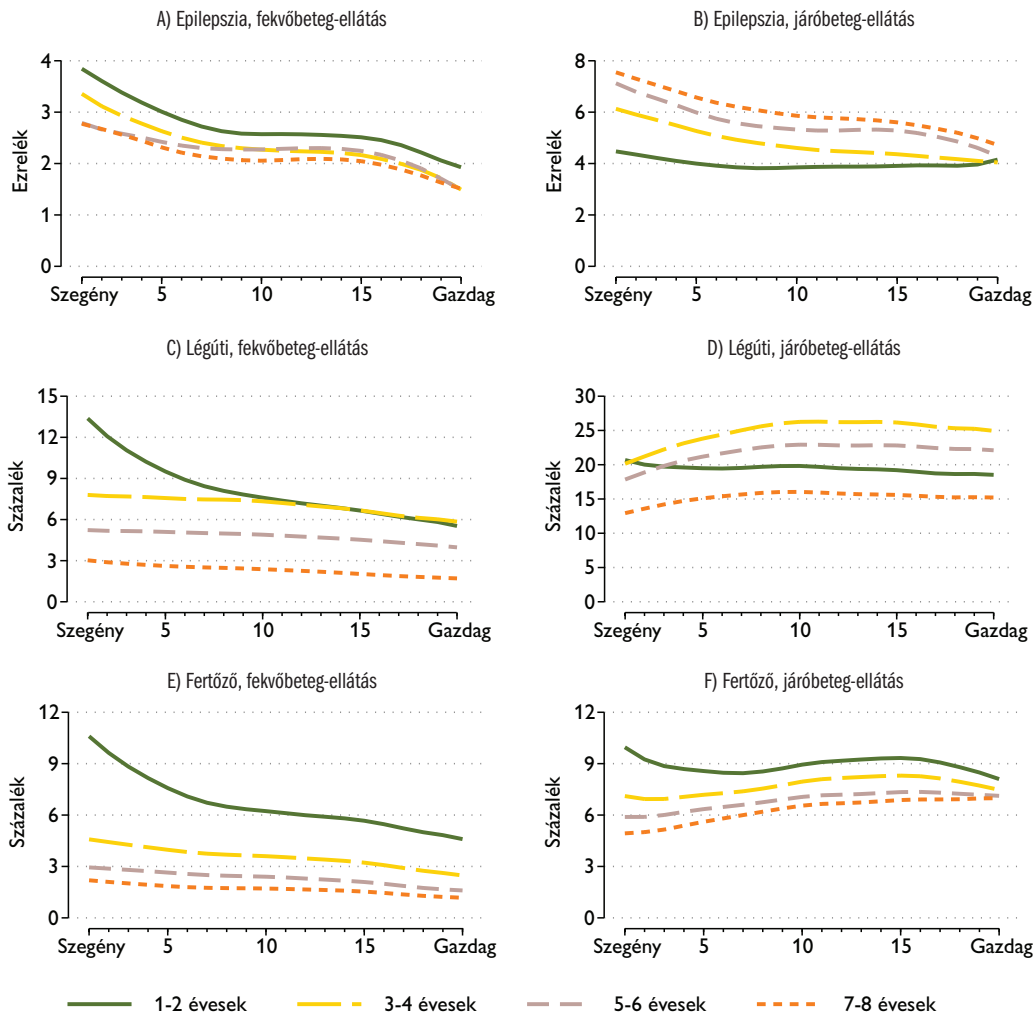 A) Epilepszia, fekvőbeteg-ellátás
Ezrelék
4
3
2
1
0
Szegény 5 10 15 Gazdag
B) Epilepszia, járóbeteg-ellátás
Ezrelék
8
6
4
2
0
Szegény 5 10 15 Gazdag
C) Légúti, fekvőbeteg-ellátás
Százalék
15
12
9
6
3
0
Szegény 5 10 15 Gazdag
D) Légúti, járóbeteg-ellátás
Százalék
30
25
20
15
10
5
0
Szegény 5 10 15 Gazdag
E) Fertőző, fekvőbeteg-ellátás
Százalék
12
9
6
3
0
Szegény 5 10 15 Gazdag
F) Fertőző, járóbeteg-ellátás
Százalék
12
9
6
3
0
Szegény 5 10 15 Gazdag
1-2 évesek 3-4 évesek 5-6 évesek 7-8 évesek